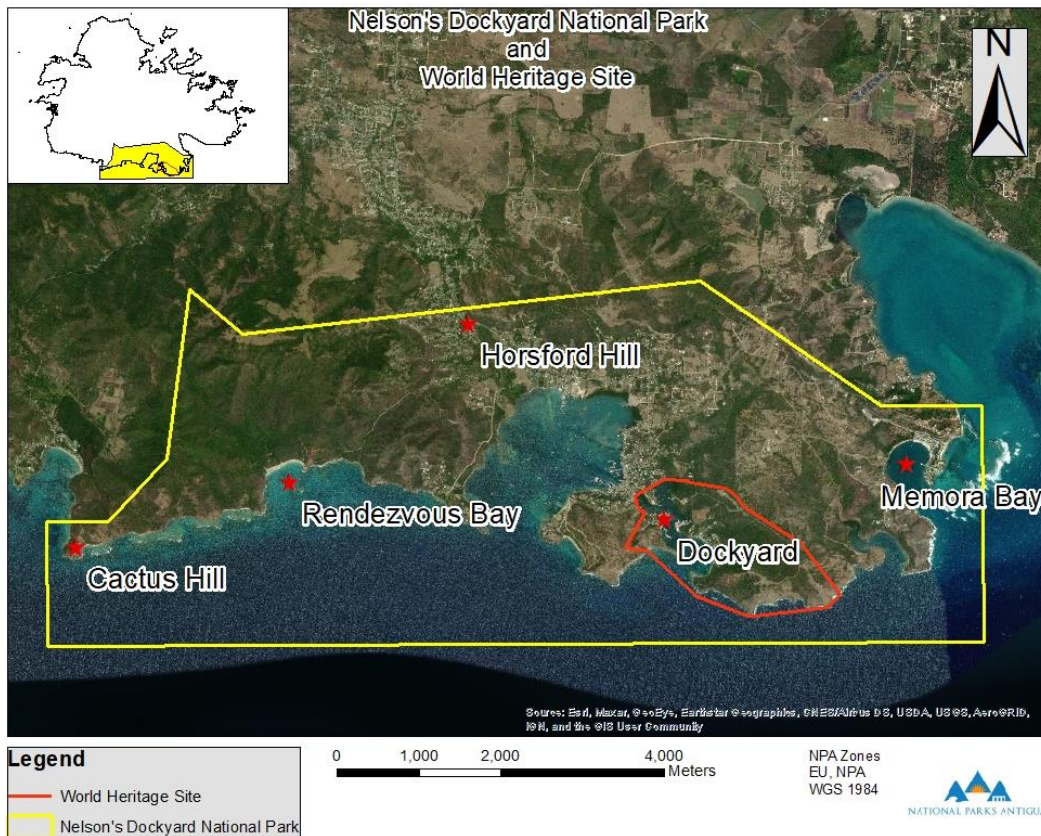 Nelson's Dockyard National Park
and
World Heritage Site
N
Horsford Hill
Memora Bay
Rendezvous Bay
Dockyard
Cactus Hill
Source: Esri, Maxar, GeoEye, Earthstar Geographics, CNES/Airbus DS, USDA, USGS, AeroGRID,
IGN, and the GIS User Community
Legend
World Heritage Site
Nelson's Dockyard National Park
0 1,000 2,000 4,000
Meters
NPA Zones
EU, NPA
WGS 1984
NATIONAL PARKS ANTIGUA